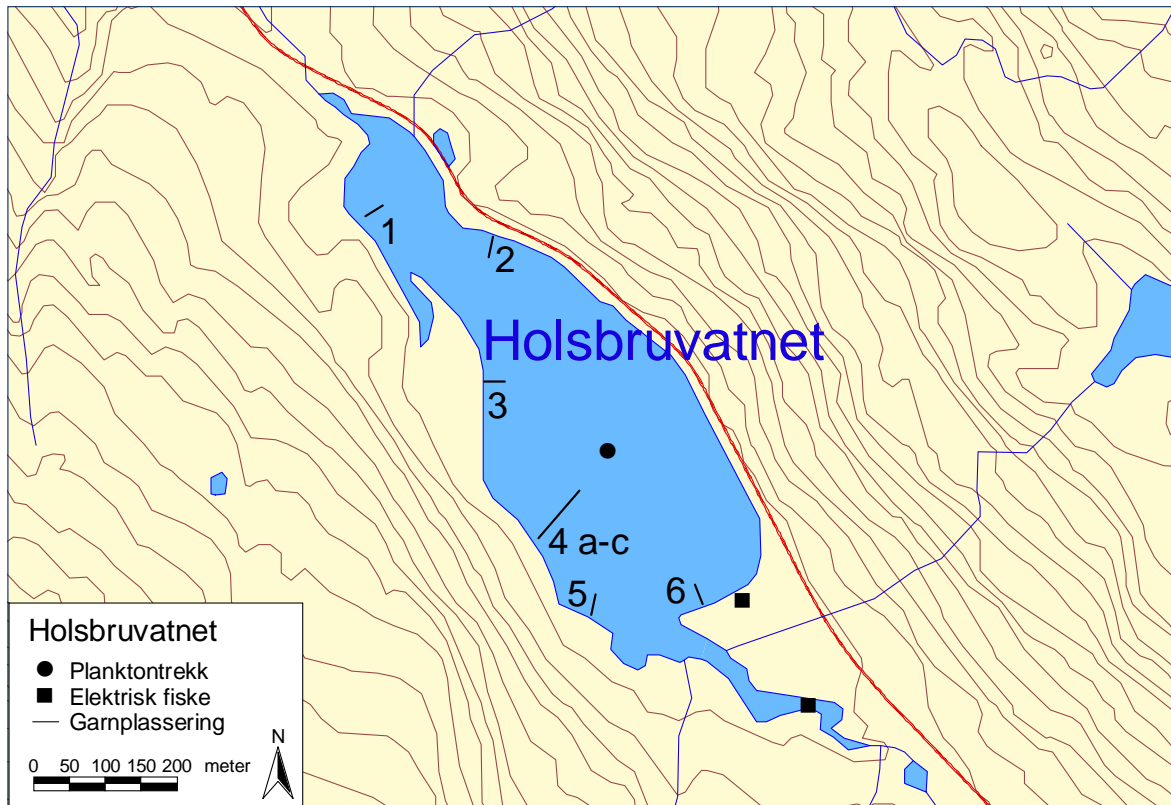 1
2
Holsbruvatnet
3
4 a-c
5
6
Holsbruvatnet
Planktontrekk
Elektrisk fiske
Garnplassering
N
0 50 100 150 200 meter